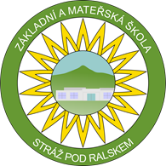 ZÁKLADNÍ A MATEŘSKÁ ŠKOLA
STRÁŽ POD RALSKEM